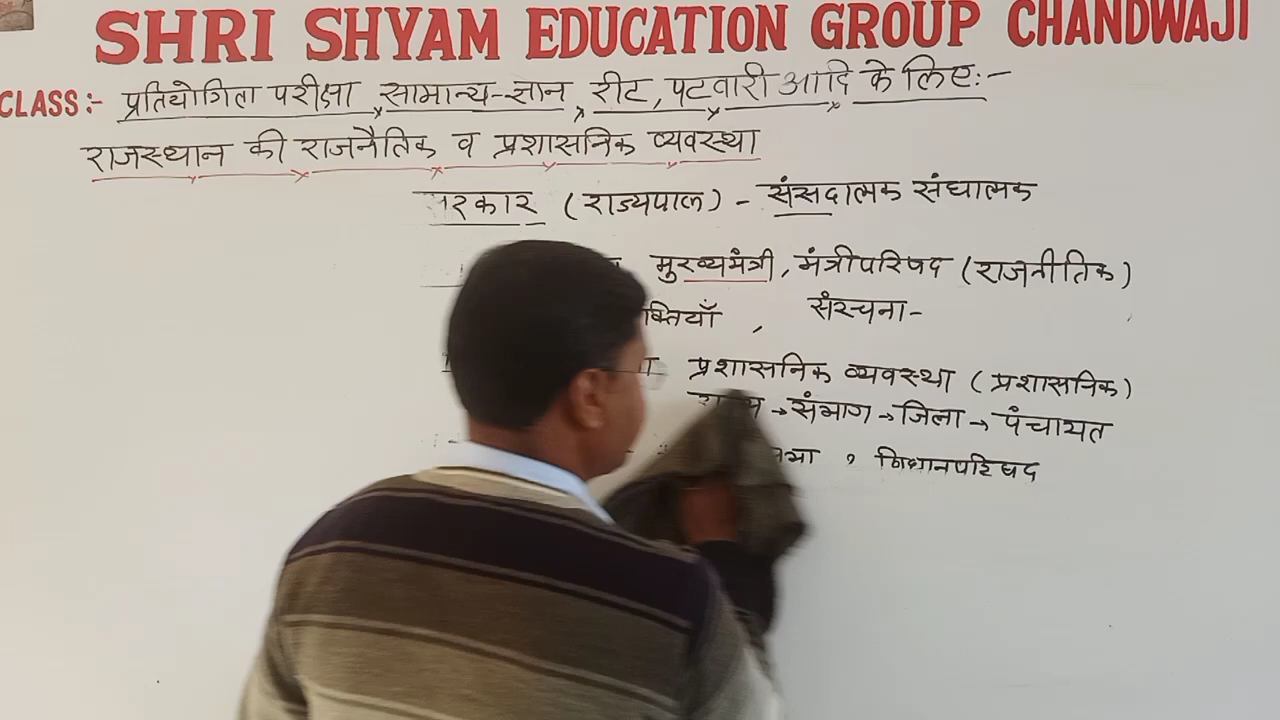 SHRI SHYAM EDUCATION GROUP CHANDWAJI
CLASS:- प्रतियोगिता परीक्षा, सामान्य-ज्ञान, रीट, पटवारी आदि के लिए:-
राजस्थान की राजनैतिक व प्रशासनिक व्यवस्था
(राज्यपाल) - संसदात्मक संघात्मक
मुख्यमंत्री, मंत्रीपरिषद (राजनीतिक)
, संरचना-
प्रशासनिक व्यवस्था (प्रशासनिक)
→ संभाग → जिला → पंचायत
, विधानपरिषद